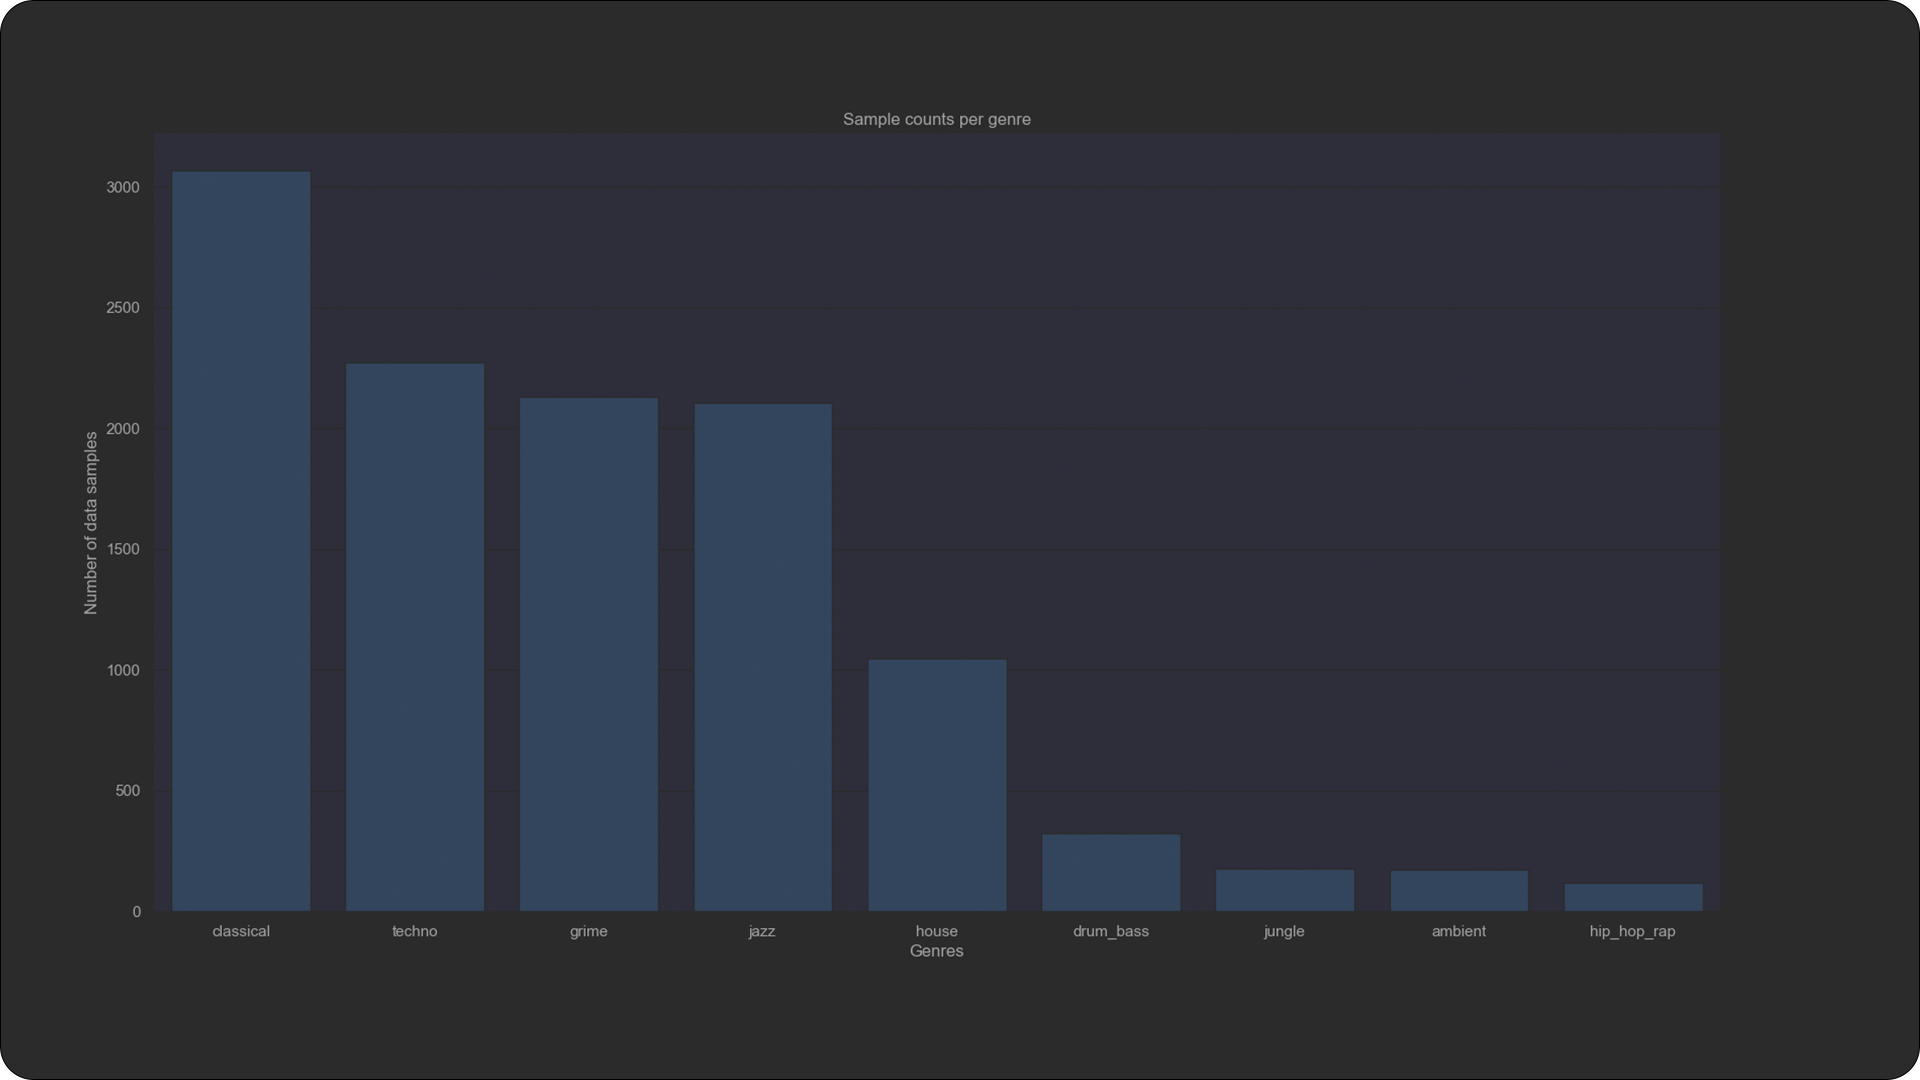 Sample counts per genre
3000
2500
2000
1500
1000
500
0
Number of data samples
classical techno grime jazz house drum_bass jungle ambient hip_hop_rap
Genres